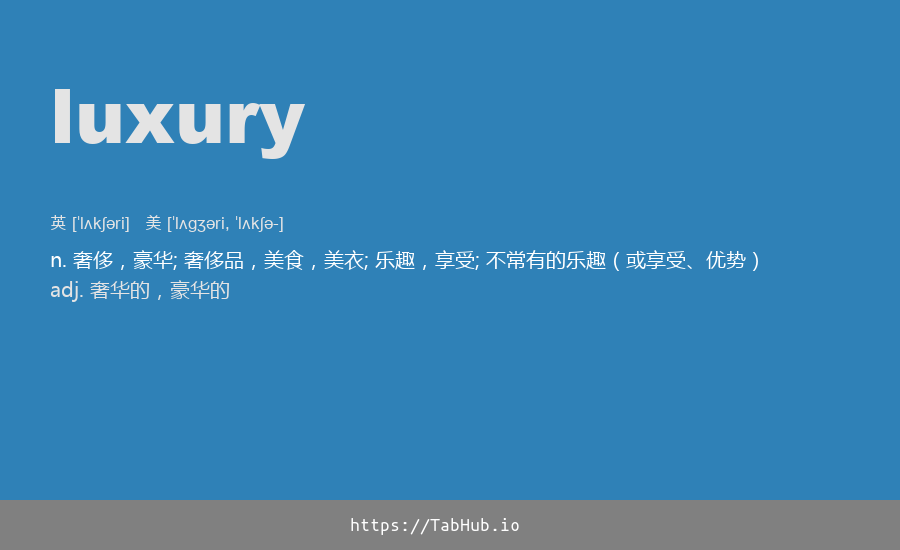 luxury
英 [ˈlʌkʃəri] 美 [ˈlʌɡʒəri, ˈlʌkʃə-]
n. 奢侈，豪华; 奢侈品，美食，美衣; 乐趣，享受; 不常有的乐趣（或享受、优势）
adj. 奢华的，豪华的
https://TabHub.io